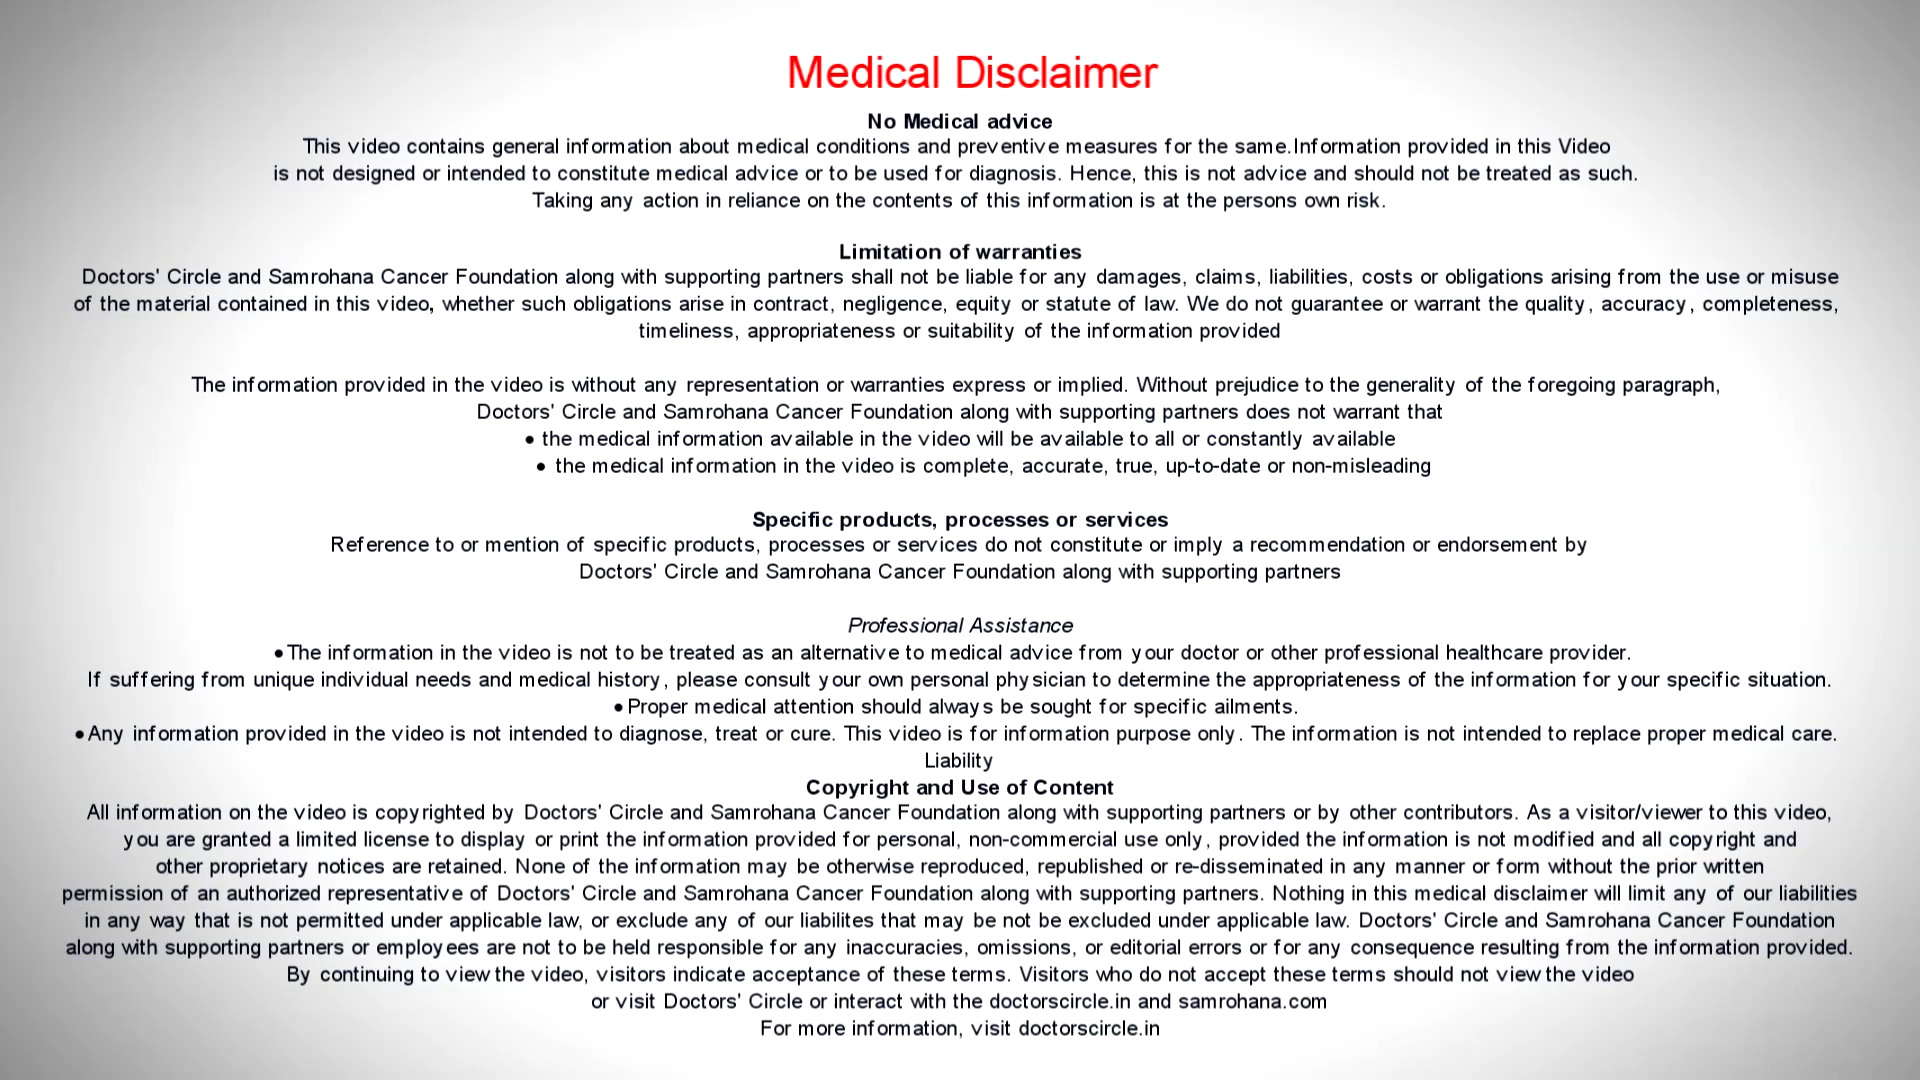 Medical Disclaimer
No Medical advice
This video contains general information about medical conditions and preventive measures for the same.Information provided in this Video
is not designed or intended to constitute medical advice or to be used for diagnosis. Hence, this is not advice and should not be treated as such.
Taking any action in reliance on the contents of this information is at the persons own risk.
Limitation of warranties
Doctors' Circle and Samrohana Cancer Foundation along with supporting partners shall not be liable for any damages, claims, liabilities, costs or obligations arising from the use or misuse
of the material contained in this video, whether such obligations arise in contract, negligence, equity or statute of law. We do not guarantee or warrant the quality, accuracy, completeness,
timeliness, appropriateness or suitability of the information provided
The information provided in the video is without any representation or warranties express or implied. Without prejudice to the generality of the foregoing paragraph,
Doctors' Circle and Samrohana Cancer Foundation along with supporting partners does not warrant that
• the medical information available in the video will be available to all or constantly available
• the medical information in the video is complete, accurate, true, up-to-date or non-misleading
Specific products, processes or services
Reference to or mention of specific products, processes or services do not constitute or imply a recommendation or endorsement by
Doctors' Circle and Samrohana Cancer Foundation along with supporting partners
Professional Assistance
•The information in the video is not to be treated as an alternative to medical advice from your doctor or other professional healthcare provider.
If suffering from unique individual needs and medical history, please consult your own personal physician to determine the appropriateness of the information for your specific situation.
•Proper medical attention should always be sought for specific ailments.
•Any information provided in the video is not intended to diagnose, treat or cure. This video is for information purpose only. The information is not intended to replace proper medical care.
Liability
Copyright and Use of Content
All information on the video is copyrighted by Doctors' Circle and Samrohana Cancer Foundation along with supporting partners or by other contributors. As a visitor/viewer to this video,
you are granted a limited license to display or print the information provided for personal, non-commercial use only, provided the information is not modified and all copyright and
other proprietary notices are retained. None of the information may be otherwise reproduced, republished or re-disseminated in any manner or form without the prior written
permission of an authorized representative of Doctors' Circle and Samrohana Cancer Foundation along with supporting partners. Nothing in this medical disclaimer will limit any of our liabilities
in any way that is not permitted under applicable law, or exclude any of our liabilites that may be not be excluded under applicable law. Doctors' Circle and Samrohana Cancer Foundation
along with supporting partners or employees are not to be held responsible for any inaccuracies, omissions, or editorial errors or for any consequence resulting from the information provided.
By continuing to view the video, visitors indicate acceptance of these terms. Visitors who do not accept these terms should not view the video
or visit Doctors' Circle or interact with the doctorscircle.in and samrohana.com
For more information, visit doctorscircle.in